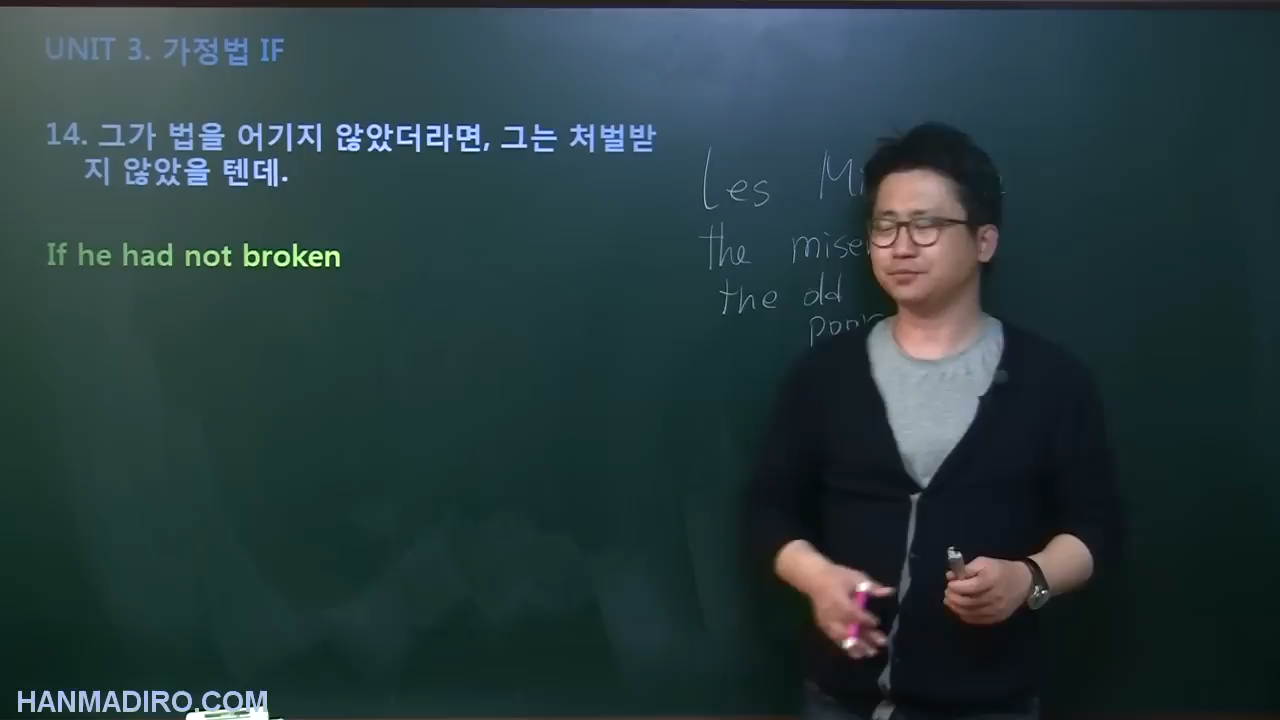 UNIT 3. 가정법 IF
14. 그가 법을 어기지 않았더라면, 그는 처벌받
지 않았을 텐데.
If he had not broken
Les
the
the old
HANMADIRO.COM